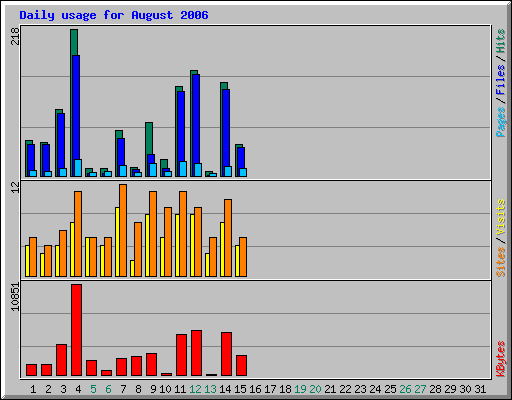 Daily usage for August 2006
218
Pages / Files / Hits
12
Sites / Visits
10851
KBytes
1 2 3 4 5 6 7 8 9 10 11 12 13 14 15 16 17 18 19 20 21 22 23 24 25 26 27 28 29 30 31